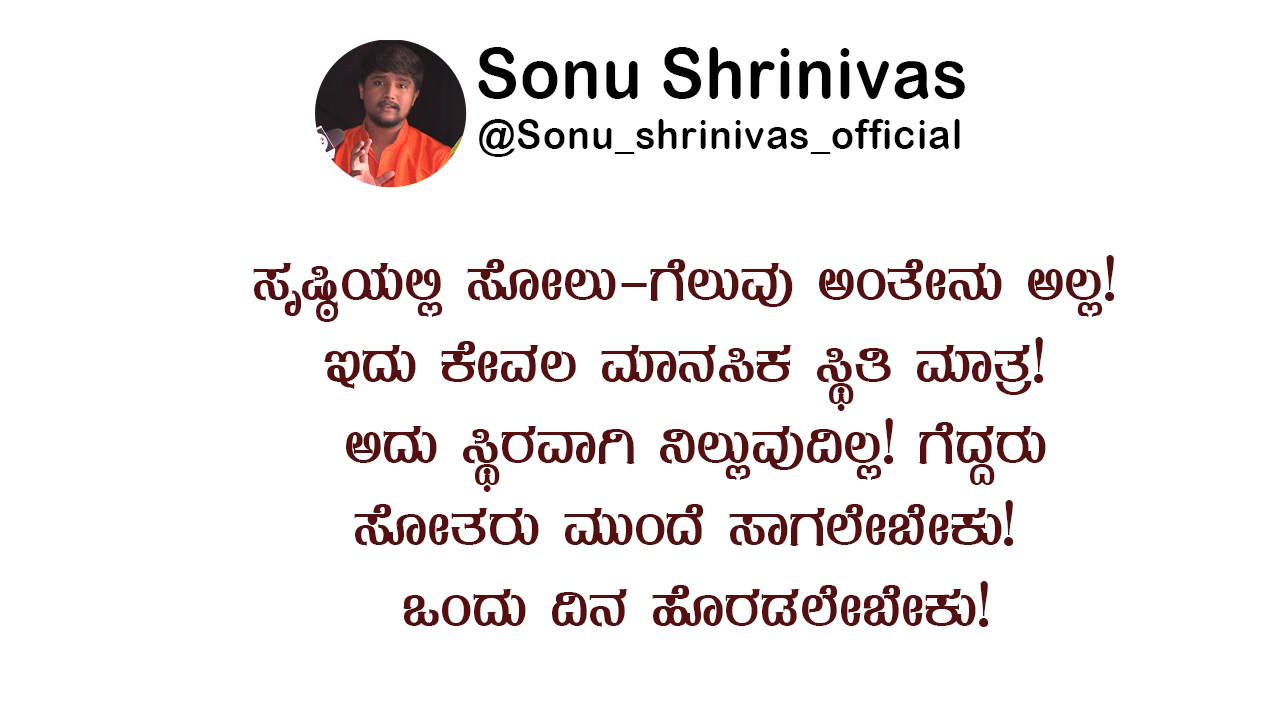 Sonu Shrinivas
@Sonu_shrinivas_official
ಸೃಷ್ಠಿಯಲ್ಲಿ ಸೋಲು-ಗೆಲುವು ಅಂತೇನು ಅಲ್ಲ!
ಇದು ಕೇವಲ ಮಾನಸಿಕ ಸ್ಥಿತಿ ಮಾತ್ರ!
ಅದು ಸ್ಥಿರವಾಗಿ ನಿಲ್ಲುವುದಿಲ್ಲ! ಗೆದ್ದರು
ಸೋತರು ಮುಂದೆ ಸಾಗಲೇಬೇಕು!
ಒಂದು ದಿನ ಹೊರಡಲೇಬೇಕು!